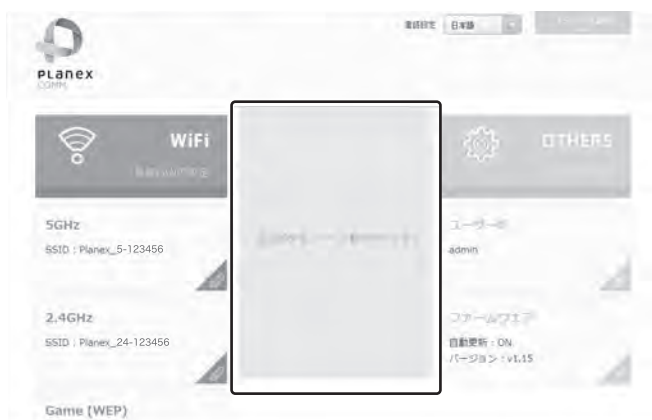 言語設定 日本語
PLANEX
COMM.
WiFi
5GHz
SSID : Planex_5-123456
2.4GHz
SSID : Planex_24-123456
Game (WEP)
OTHERS
ユーザーID
admin
ファームウェア
自動更新 : ON
バージョン : v1.15